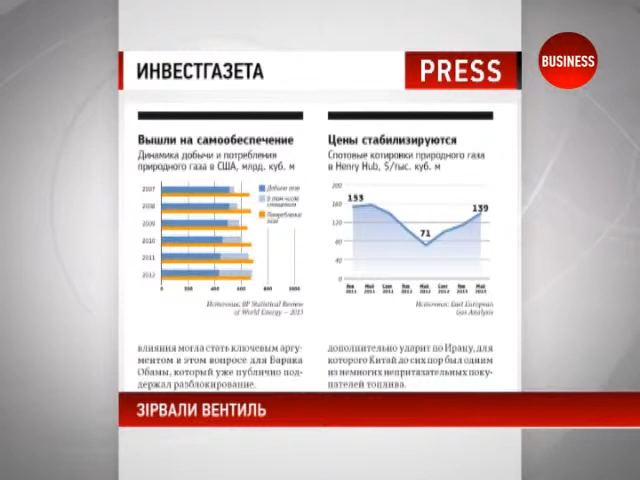 ИНВЕСТГАЗЕТА
PRESS
BUSINESS
Вышли на самообеспечение
Динамика добычи и потребления
природного газа в США, млрд. куб. м
2007
2008
2009
2010
2011
2012
0 200 400 600 800 1000
Источник: BP Statistical Review
of World Energy — 2013
Цены стабилизируются
Спотовые котировки природного газа
в Henry Hub, $/тыс. куб. м
200
160
120
80
40
0
153
71
139
Источник: East European
Gas Analysis
влияния могла стать ключевым аргу-
ментом в этом вопросе для Барака
Обамы, который уже публично под-
держал разблокирование.
дополнительно ударит по Ирану, для
которого Китай до сих пор был одним
из немногих непритязательных поку-
пателей топлива.
ЗІРВАЛИ ВЕНТИЛЬ